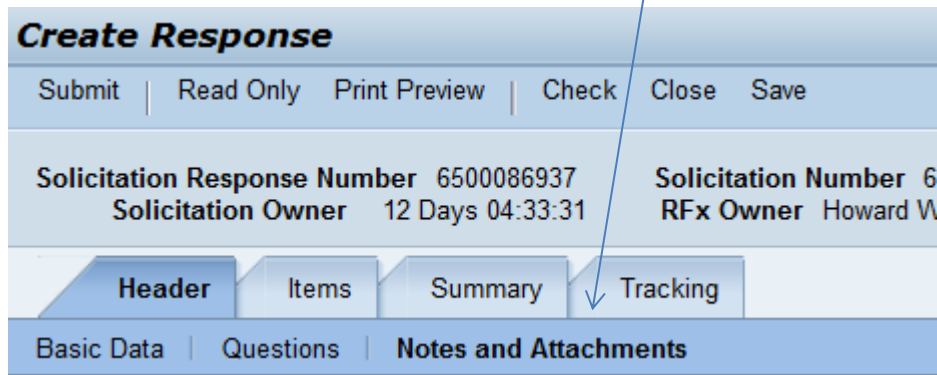 Create Response
Submit Read Only Print Preview Check Close Save
Solicitation Response Number 6500086937 Solicitation Number 6
Solicitation Owner 12 Days 04:33:31 RFx Owner Howard
Header Items Summary Tracking
Basic Data Questions Notes and Attachments